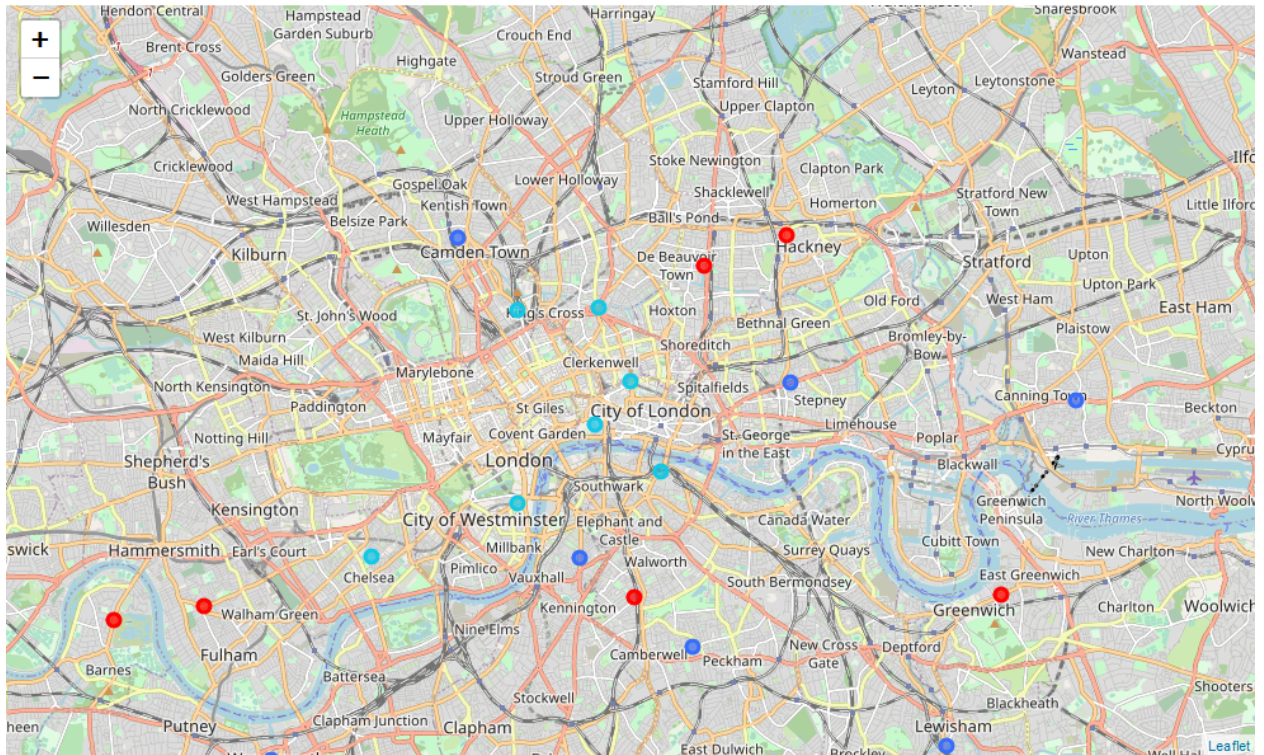 Hendon Central
Hampstead
Garden Suburb
Harringay
Sharesbrook
+
−
Brent Cross
Crouch End
Highgate
Wanstead
Golders Green
Stroud Green
Stamford Hill
Leyton
Leytonstone
North Cricklewood
Hampstead
Heath
Upper Holloway
Upper Clapton
Cricklewood
Stoke Newington
Clapton Park
Gospel Oak
Lower Holloway
Shacklewell
Stratford New
Town
West Hampstead
Kentish Town
Homerton
Little Ilford
Willesden
Belsize Park
Ball's Pond
Kilburn
Camden Town
De Beauvoir
Town
Hackney
Stratford
Upton
Upton Park
St. John's Wood
King's Cross
Hoxton
Old Ford
West Ham
East Ham
West Kilburn
Bethnal Green
Plaistow
Maida Hill
Clerkenwell
Shoreditch
Bromley-by-
Bow
Marylebone
North Kensington
Spitalfields
Stepney
Canning Town
Paddington
St Giles
City of London
Beckton
Notting Hill
Mayfair
Covent Garden
St. George
in the East
Limehouse
Poplar
Cypru
Shepherd's
Bush
London
Blackwall
Southwark
Greenwich
Peninsula
North Woolw
Kensington
City of Westminster
Elephant and
Castle
Canada Water
River Thames
swick
Hammersmith
Earl's Court
Millbank
Surrey Quays
Cubitt Town
New Charlton
Chelsea
Pimlico
Vauxhall
Walworth
South Bermondsey
East Greenwich
Walham Green
Kennington
Greenwich
Charlton
Woolwich
Nine Elms
Fulham
Camberwell
Peckham
New Cross
Gate
Deptford
Barnes
Battersea
Stockwell
Shooters
Blackheath
heen
Putney
Clapham Junction
Clapham
Lewisham
East Dulwich
Brockley
Leaflet